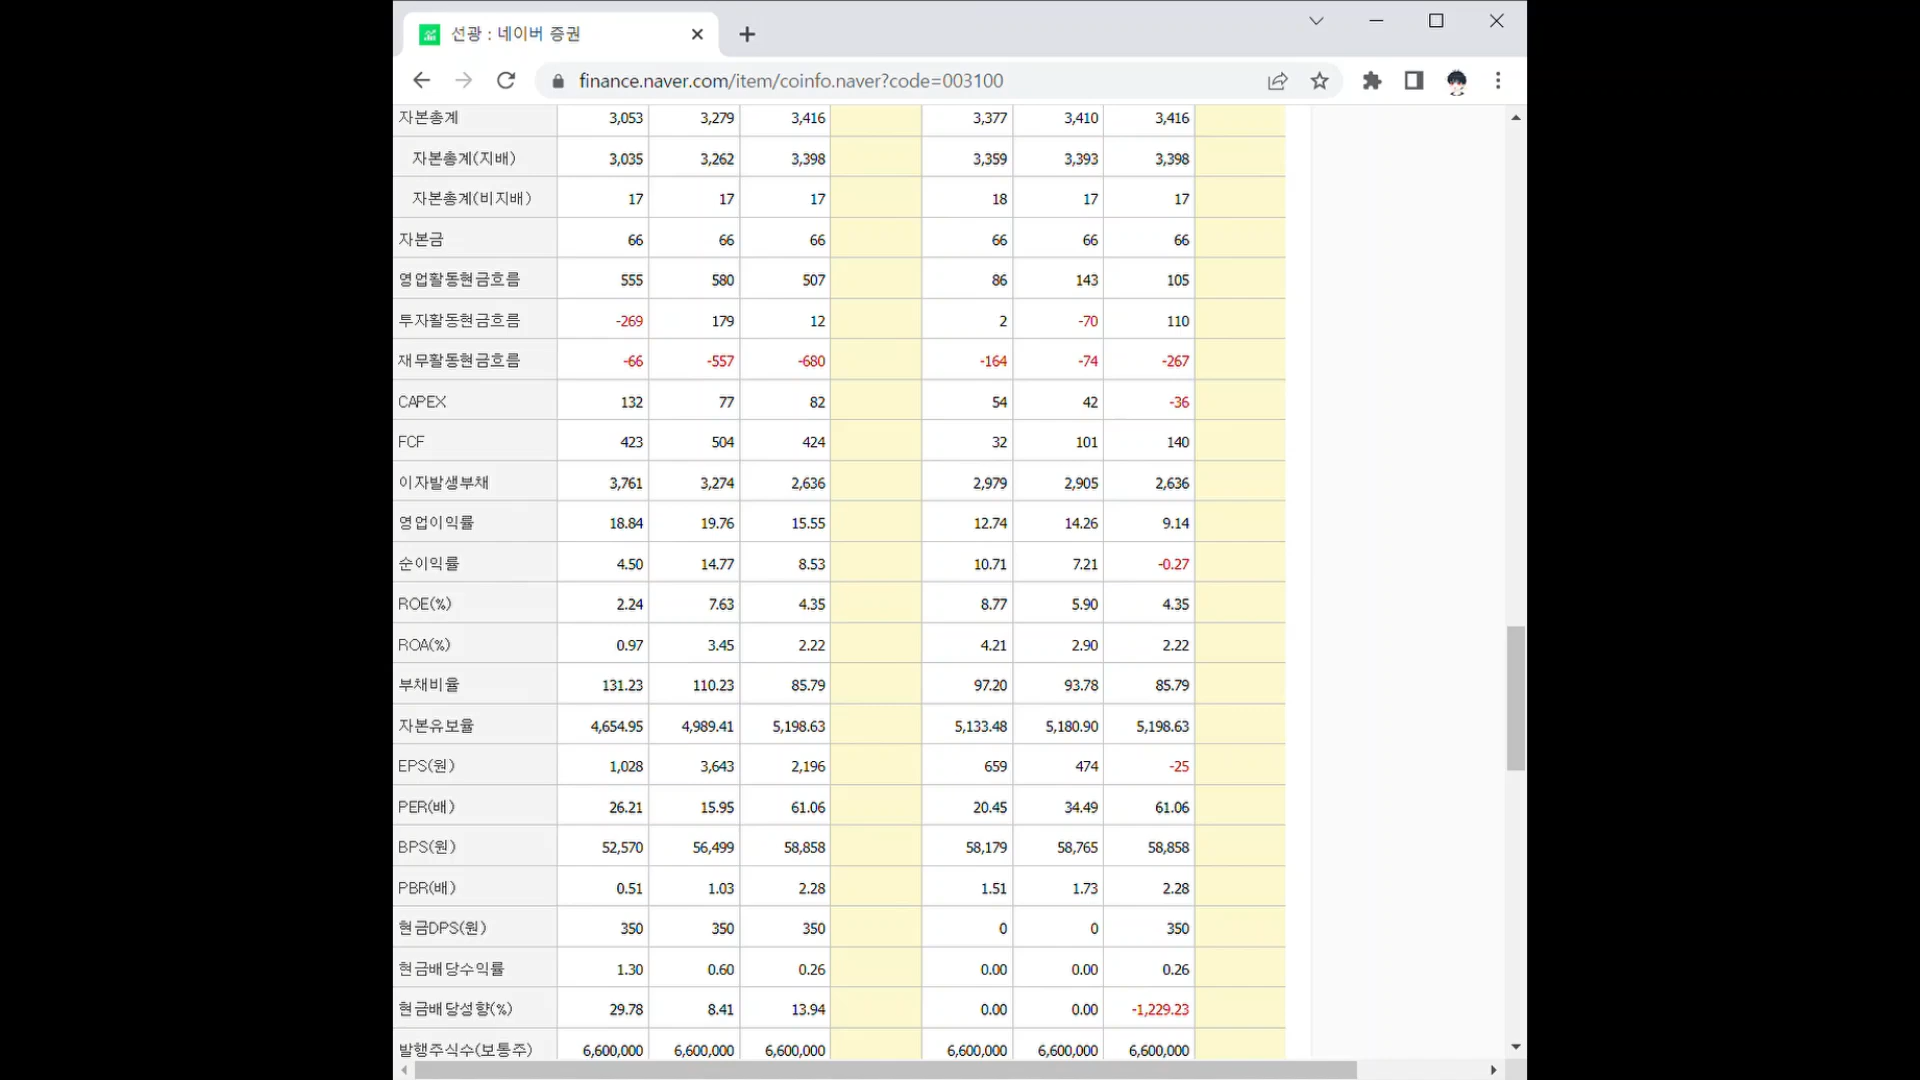 선광 : 네이버 증권
finance.naver.com/item/coinfo.naver?code=003100
자본총계 3,053 3,279 3,416 3,377 3,410 3,416
자본총계(지배) 3,035 3,262 3,398 3,359 3,393 3,398
자본총계(비지배) 17 17 17 18 17 17
자본금 66 66 66 66 66 66
영업활동현금흐름 555 580 507 86 143 105
투자활동현금흐름 -269 179 12 2 -70 110
재무활동현금흐름 -66 -557 -680 -164 -74 -267
CAPEX 132 77 82 54 42 -36
FCF 423 504 424 32 101 140
이자발생부채 3,761 3,274 2,636 2,979 2,905 2,636
영업이익률 18.84 19.76 15.55 12.74 14.26 9.14
순이익률 4.50 14.77 8.53 10.71 7.21 -0.27
ROE(%) 2.24 7.63 4.35 8.77 5.90 4.35
ROA(%) 0.97 3.45 2.22 4.21 2.90 2.22
부채비율 131.23 110.23 85.79 97.20 93.78 85.79
자본유보율 4,654.95 4,989.41 5,198.63 5,133.48 5,180.90 5,198.63
EPS(원) 1,028 3,643 2,196 659 474 -25
PER(배) 26.21 15.95 61.06 20.45 34.49 61.06
BPS(원) 52,570 56,499 58,858 58,179 58,765 58,858
PBR(배) 0.51 1.03 2.28 1.51 1.73 2.28
현금DPS(원) 350 350 350 0 0 350
현금배당수익률 1.30 0.60 0.26 0.00 0.00 0.26
현금배당성향(%) 29.78 8.41 13.94 0.00 0.00 -1,229.23
발행주식수(보통주) 6,600,000 6,600,000 6,600,000 6,600,000 6,600,000 6,600,000